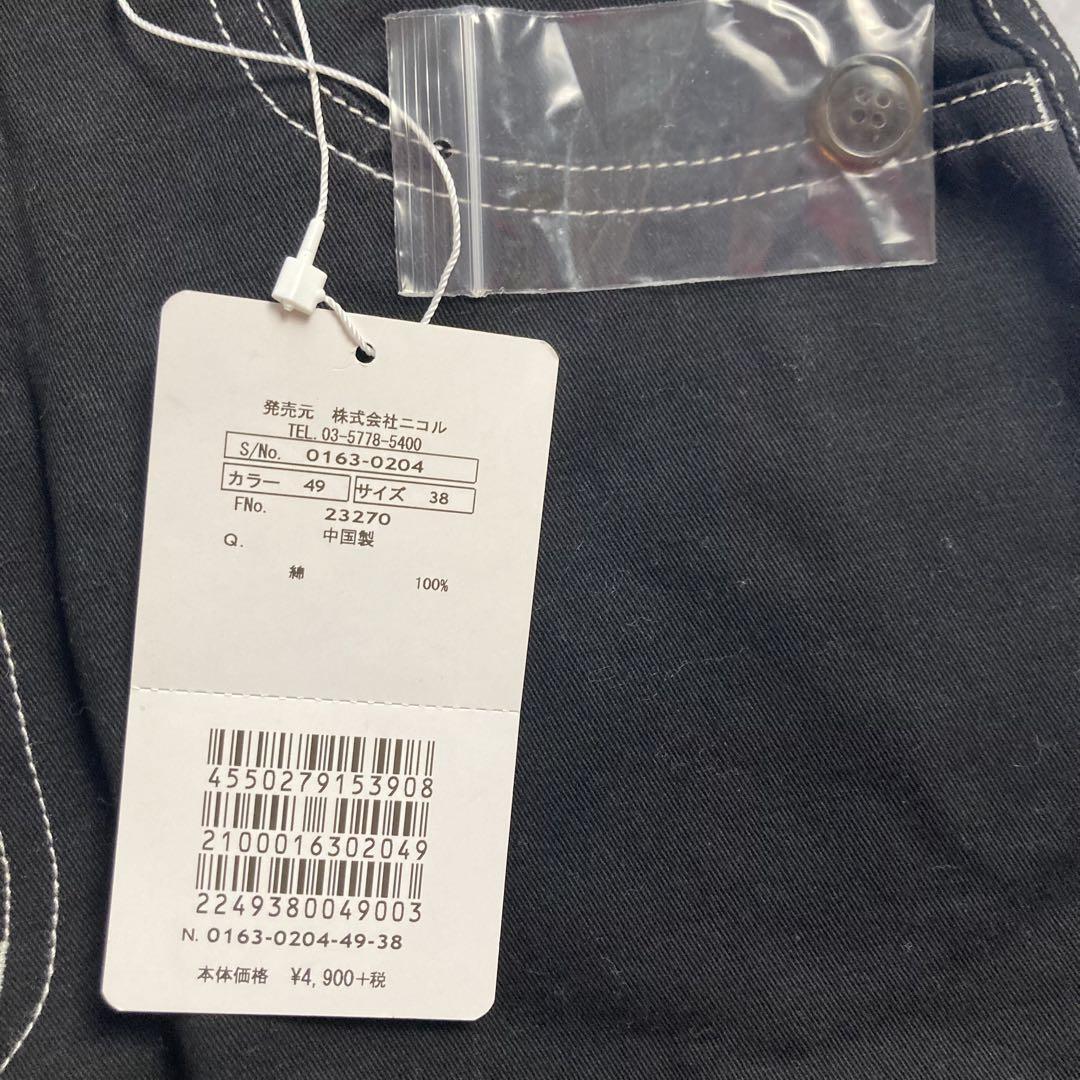 発売元　株式会社ニコル
TEL. 03-5778-5400
S/No. 0163-0204
カラー 49 サイズ 38
FNo. 23270
中国製
Q.
綿 100%
4550279153908
2100016302049
2249380049003
N. 0163-0204-49-38
本体価格 ¥4,900+税